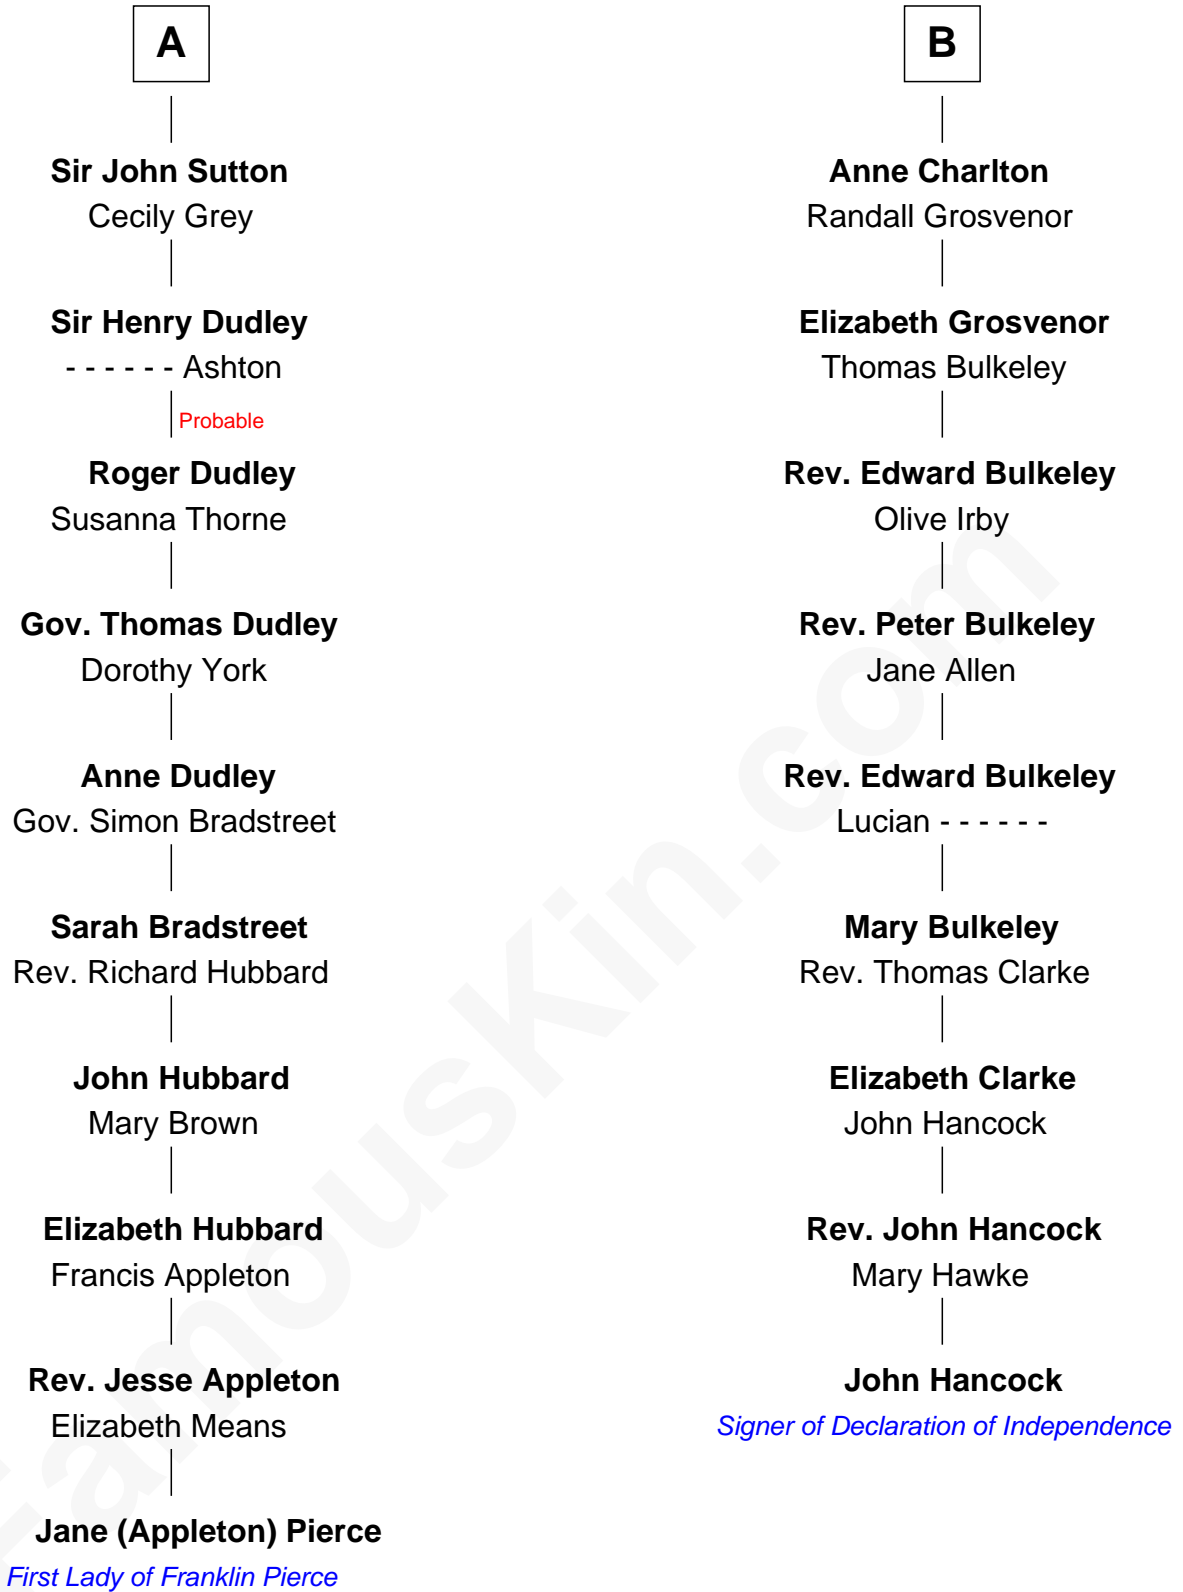 A
Sir John Sutton
Cecily Grey
Sir Henry Dudley
- - - - - - Ashton
Probable
Roger Dudley
Susanna Thorne
Gov. Thomas Dudley
Dorothy York
Anne Dudley
Gov. Simon Bradstreet
Sarah Bradstreet
Rev. Richard Hubbard
John Hubbard
Mary Brown
Elizabeth Hubbard
Francis Appleton
Rev. Jesse Appleton
Elizabeth Means
Jane (Appleton) Pierce
First Lady of Franklin Pierce
B
Anne Charlton
Randall Grosvenor
Elizabeth Grosvenor
Thomas Bulkeley
Rev. Edward Bulkeley
Olive Irby
Rev. Peter Bulkeley
Jane Allen
Rev. Edward Bulkeley
Lucian - - - - - -
Mary Bulkeley
Rev. Thomas Clarke
Elizabeth Clarke
John Hancock
Rev. John Hancock
Mary Hawke
John Hancock
Signer of Declaration of Independence
FamousKin.com